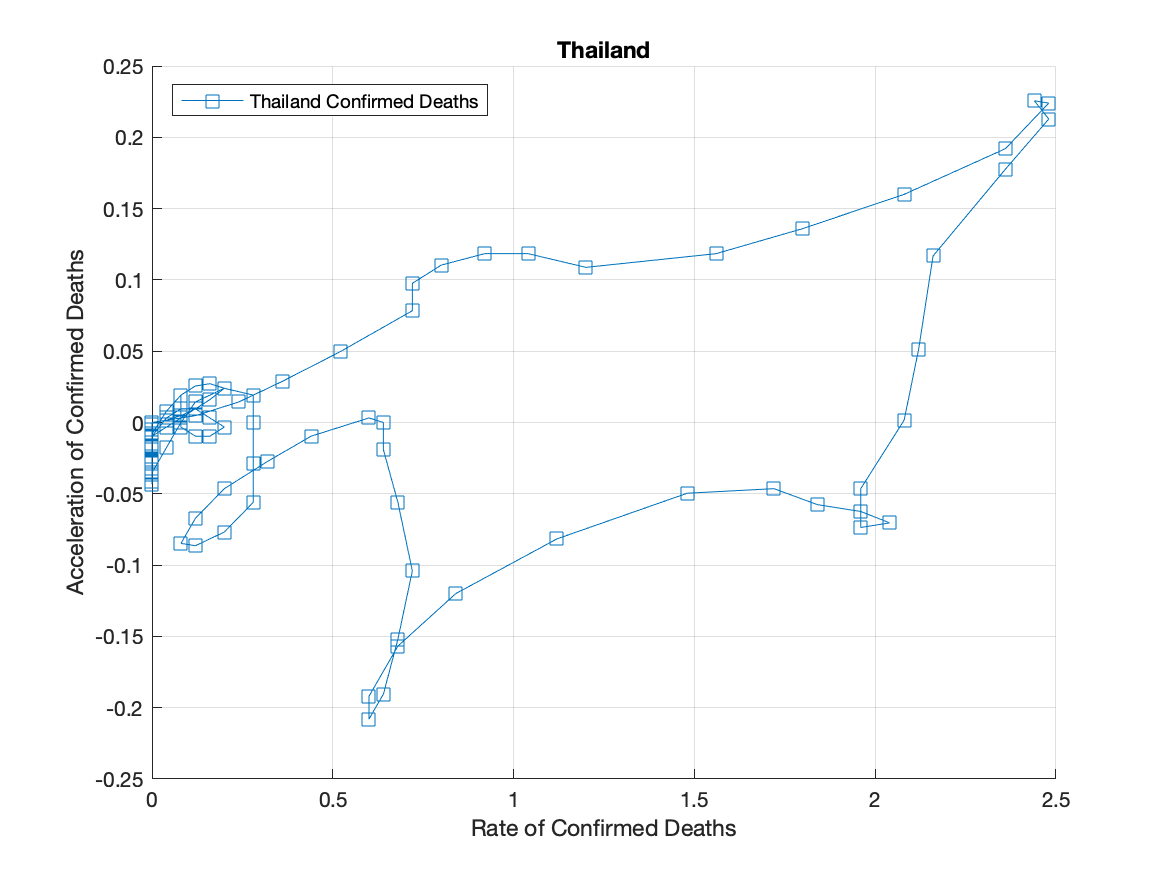 Thailand
Thailand Confirmed Deaths
Acceleration of Confirmed Deaths
0.25
0.2
0.15
0.1
0.05
0
-0.05
-0.1
-0.15
-0.2
-0.25
0 0.5 1 1.5 2 2.5
Rate of Confirmed Deaths